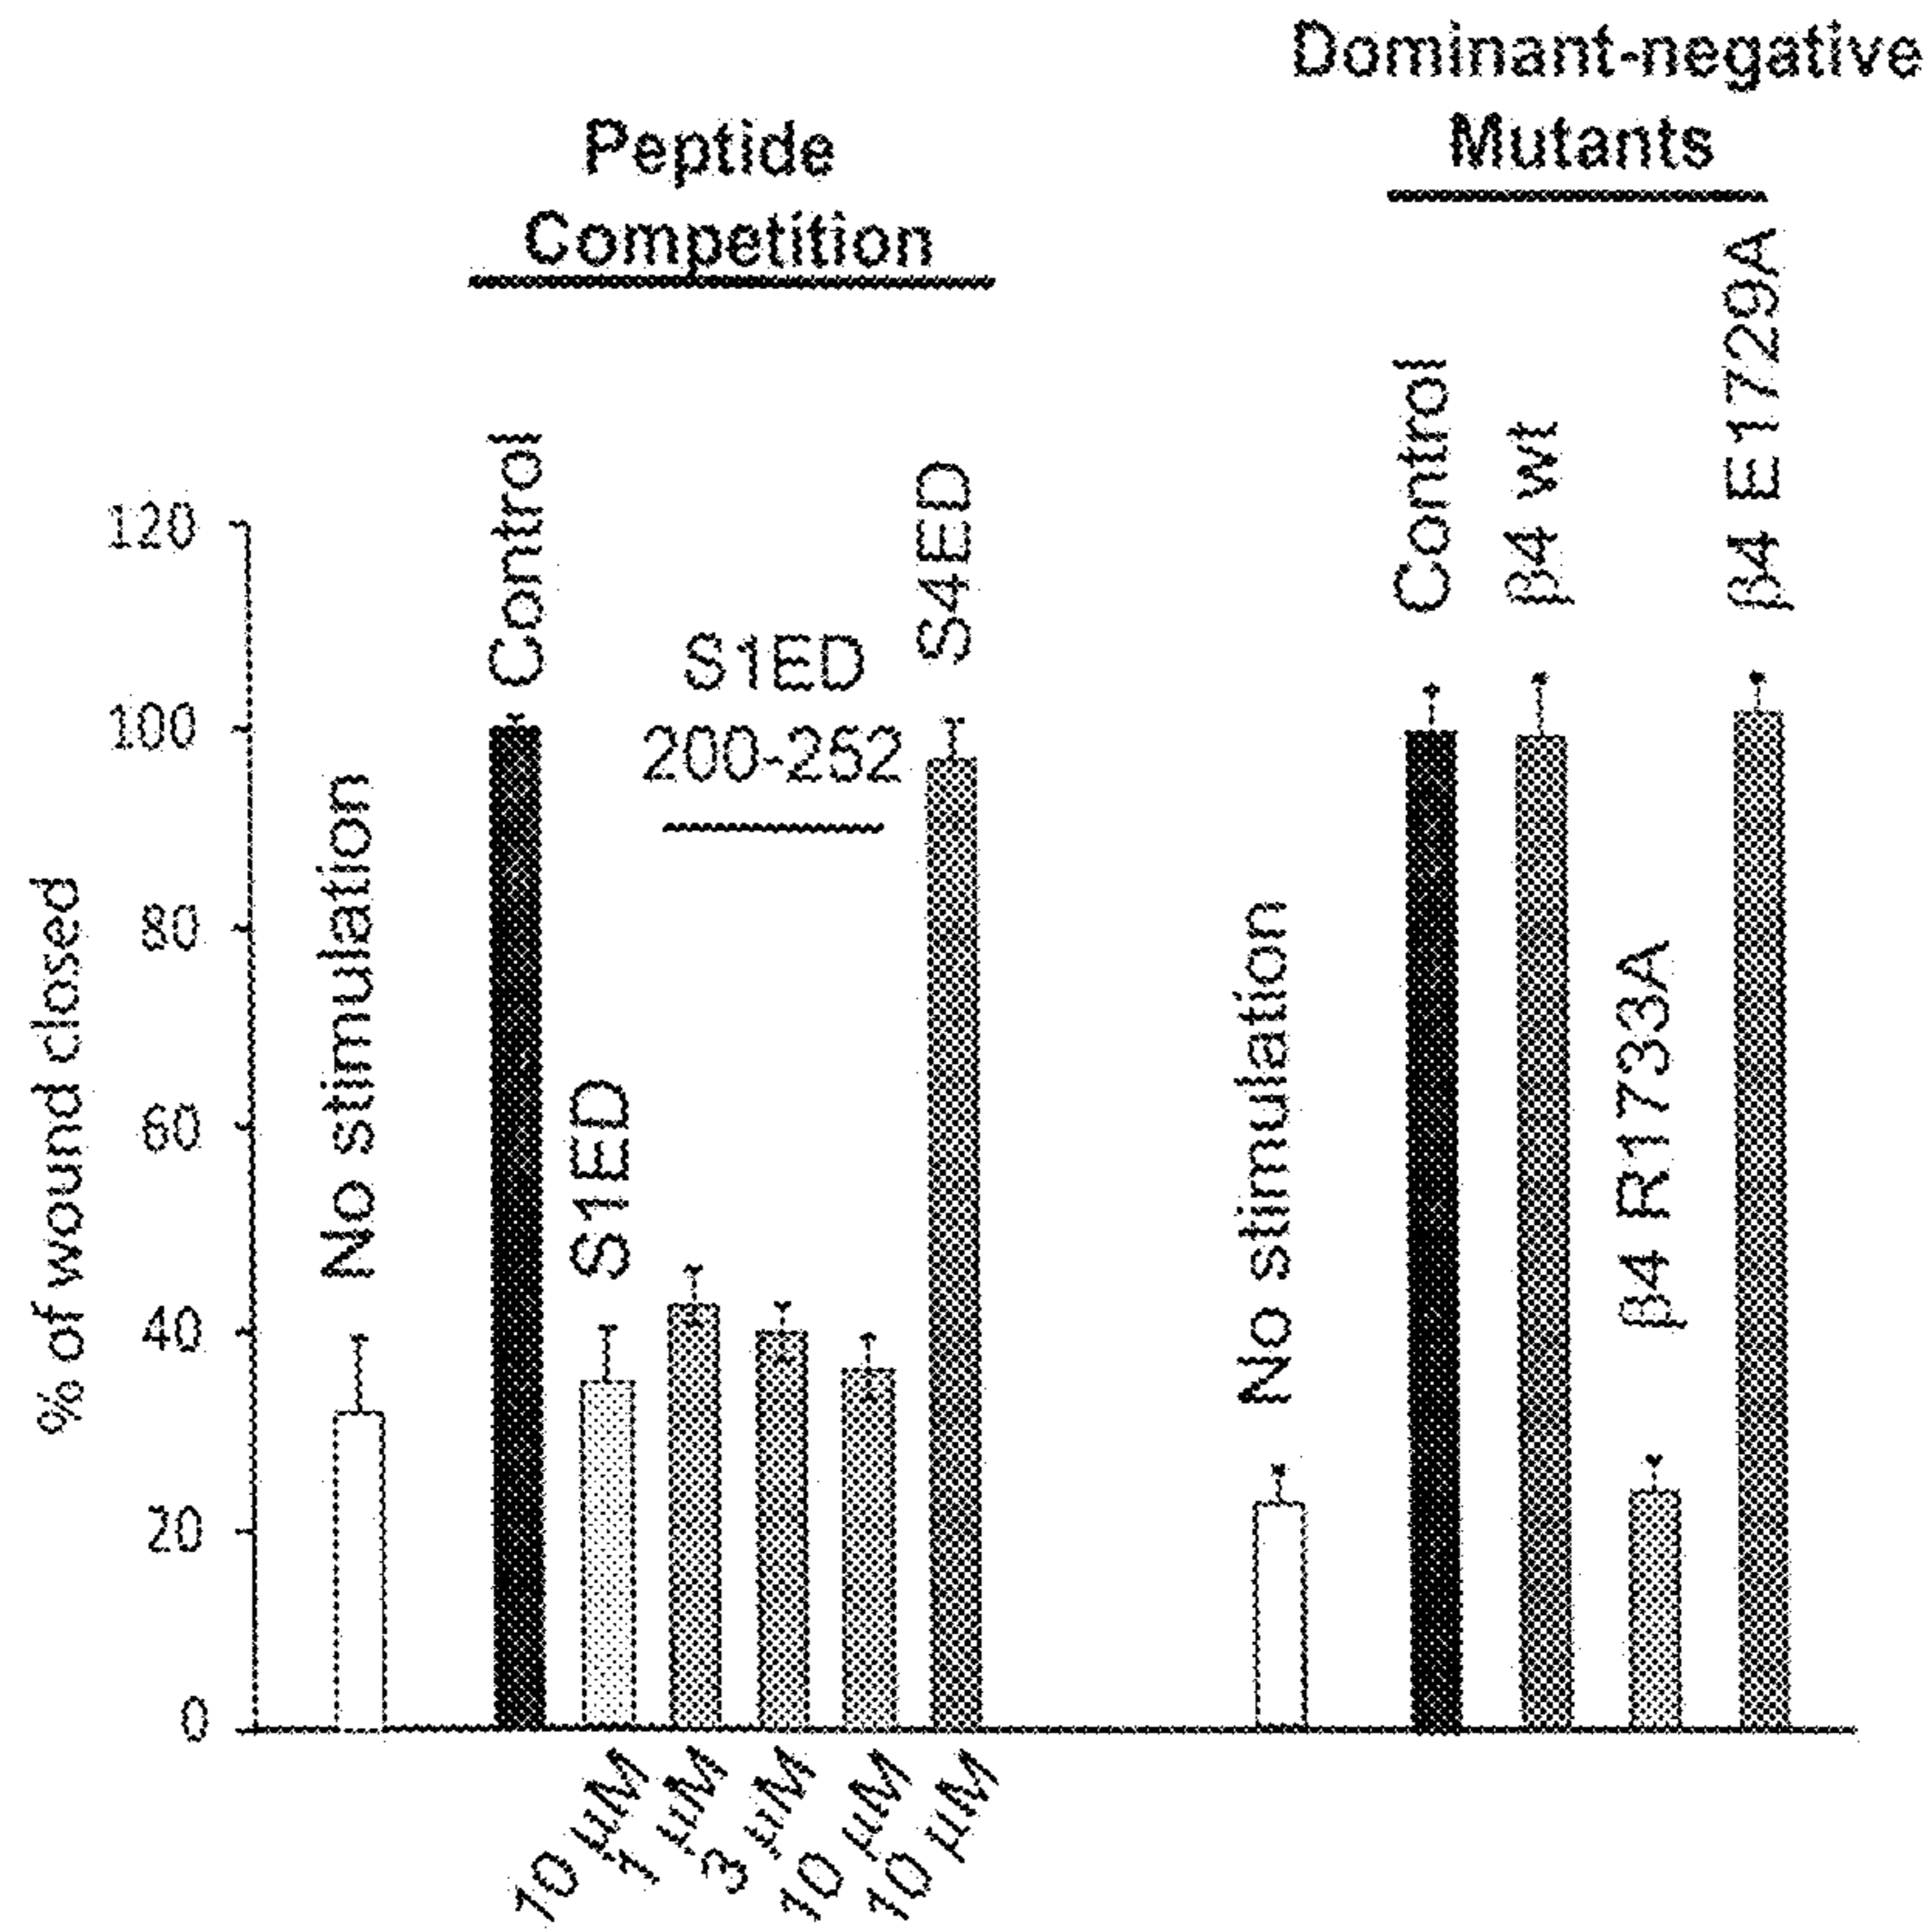 Dominant-negative
Mutants
Peptide
Competition
% of wound closed
120
100
80
60
40
20
0
No stimulation
Control
S1ED
S1ED
200-252
S4ED
No stimulation
Control
β4 wt
β4 R1733A
β4 E1729A
10 µM
1 µM
3 µM
10 µM
10 µM